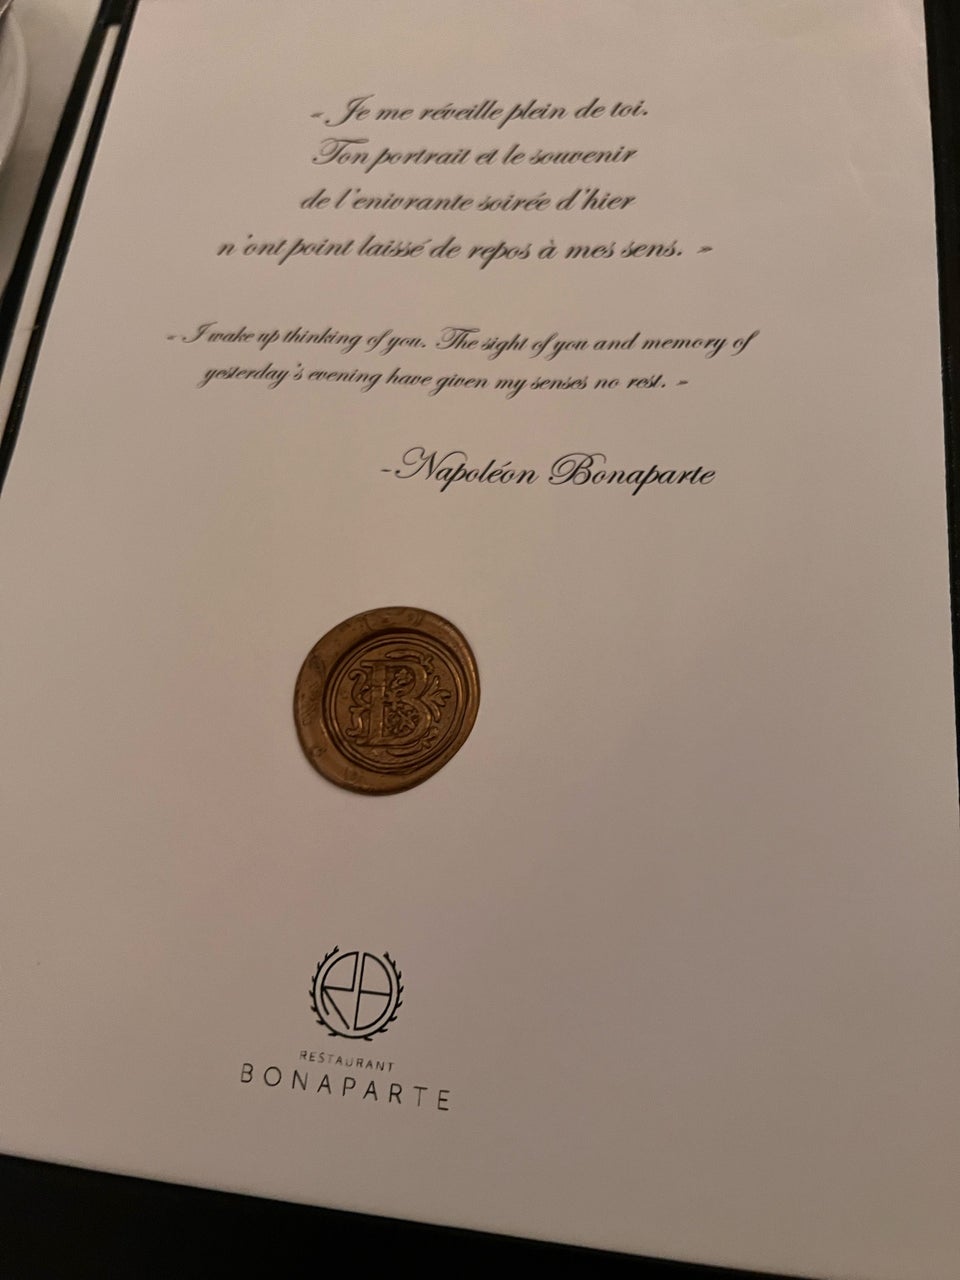 « Je me réveille plein de toi.
Ton portrait et le souvenir
de l'enivrante soirée d'hier
n'ont point laissé de repos à mes sens. »
« I wake up thinking of you. The sight of you and memory of
yesterday's evening have given my senses no rest. »
-Napoléon Bonaparte
B
RB
RESTAURANT
BONAPARTE